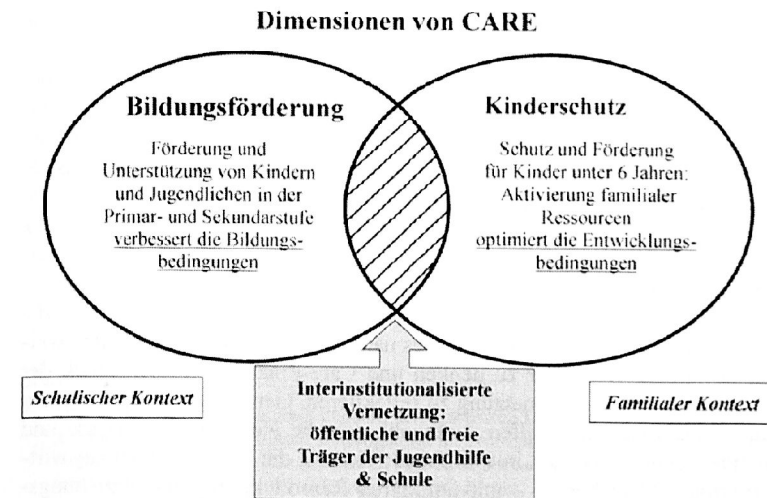 Dimensionen von CARE
Bildungsförderung
Förderung und
Unterstützung von Kindern
und Jugendlichen in der
Primar- und Sekundarstufe
verbessert die Bildungs-
bedingungen
Kinderschutz
Schutz und Förderung
für Kinder unter 6 Jahren:
Aktivierung familialer
Ressourcen
optimiert die Entwicklungs-
bedingungen
Schulischer Kontext
Interinstitutionalisierte
Vernetzung:
öffentliche und freie
Träger der Jugendhilfe
& Schule
Familialer Kontext